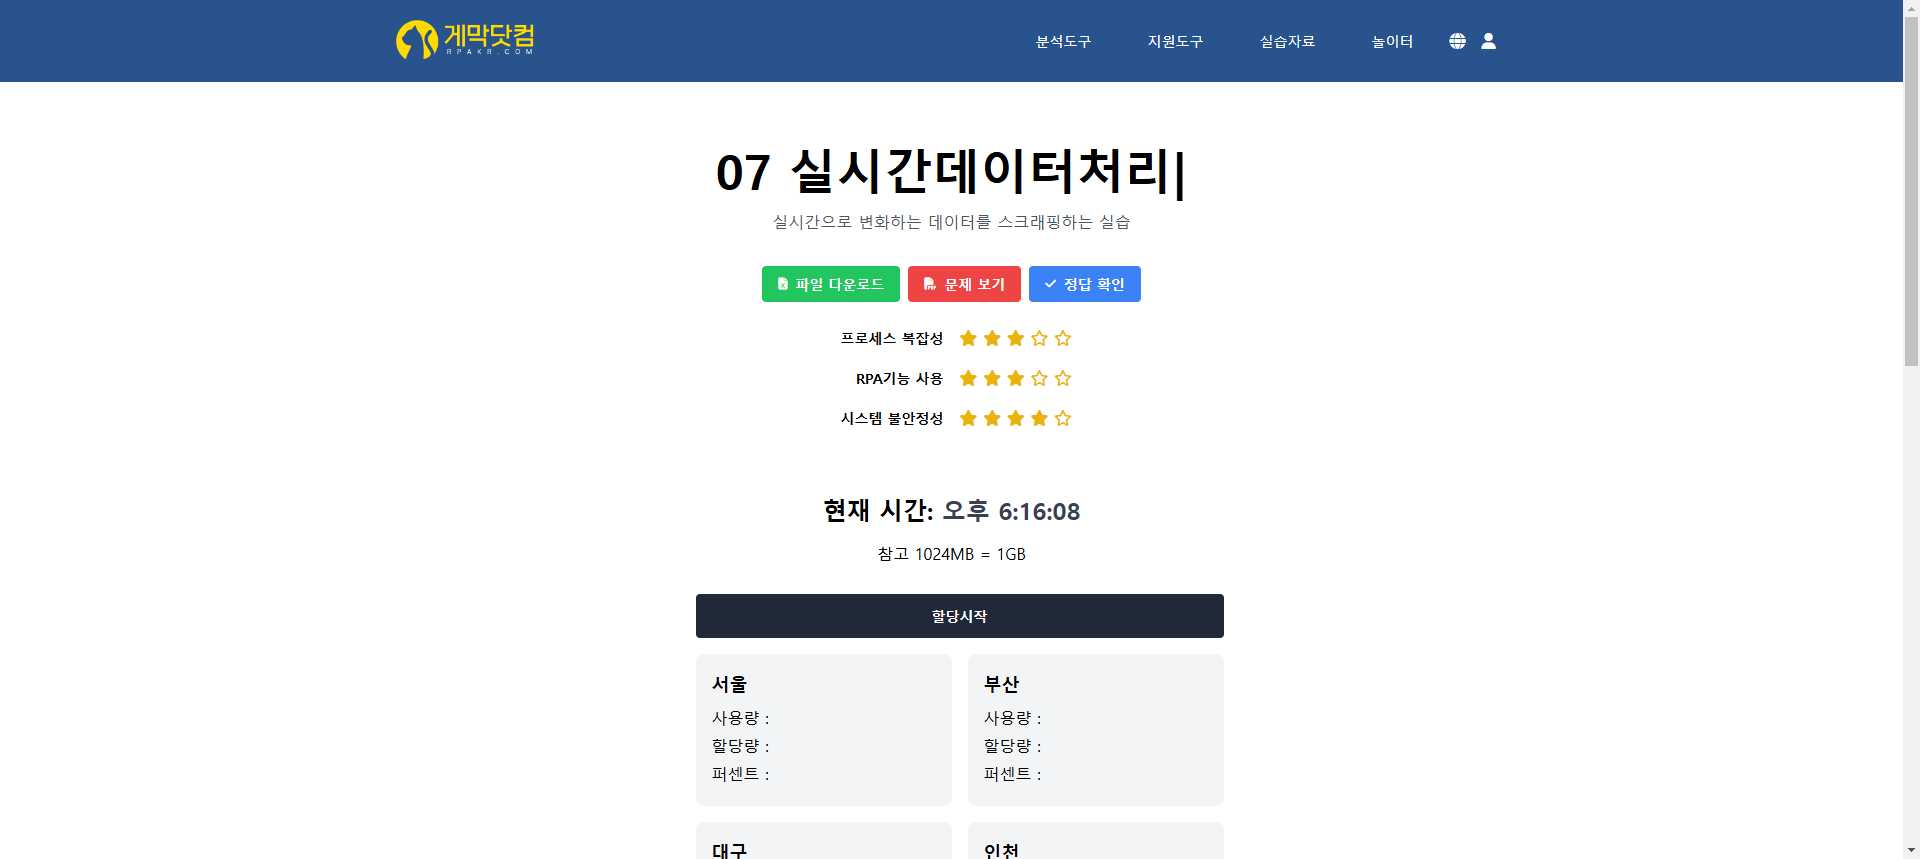 게막닷컴
RPAKR.COM
분석도구 지원도구 실습자료 놀이터
07 실시간데이터처리|
실시간으로 변화하는 데이터를 스크래핑하는 실습
파일 다운로드 문제 보기 정답 확인
프로세스 복잡성
RPA기능 사용
시스템 불안정성
현재 시간: 오후 6:16:08
참고 1024MB = 1GB
할당시작
서울
사용량 :
할당량 :
퍼센트 :
부산
사용량 :
할당량 :
퍼센트 :
대구
인천